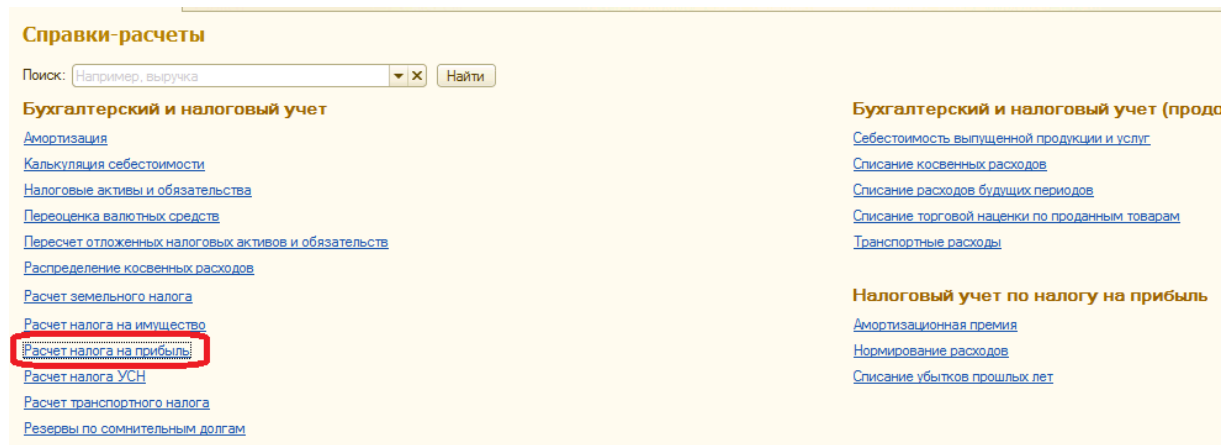 Справки-расчеты
Поиск: Например, выручка Найти
Бухгалтерский и налоговый учет
Амортизация
Калькуляция себестоимости
Налоговые активы и обязательства
Переоценка валютных средств
Пересчет отложенных налоговых активов и обязательств
Распределение косвенных расходов
Расчет земельного налога
Расчет налога на имущество
Расчет налога на прибыль
Расчет налога УСН
Расчет транспортного налога
Резервы по сомнительным долгам
Бухгалтерский и налоговый учет (продо
Себестоимость выпущенной продукции и услуг
Списание косвенных расходов
Списание расходов будущих периодов
Списание торговой наценки по проданным товарам
Транспортные расходы
Налоговый учет по налогу на прибыль
Амортизационная премия
Нормирование расходов
Списание убытков прошлых лет